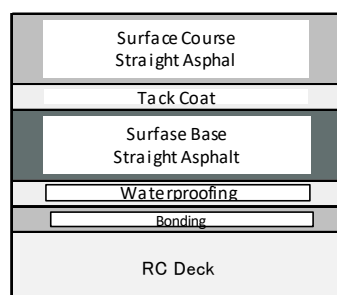 Surface Course
Straight Asphal
Tack Coat
Surfase Base
Straight Asphalt
Waterproofing
Bonding
RC Deck